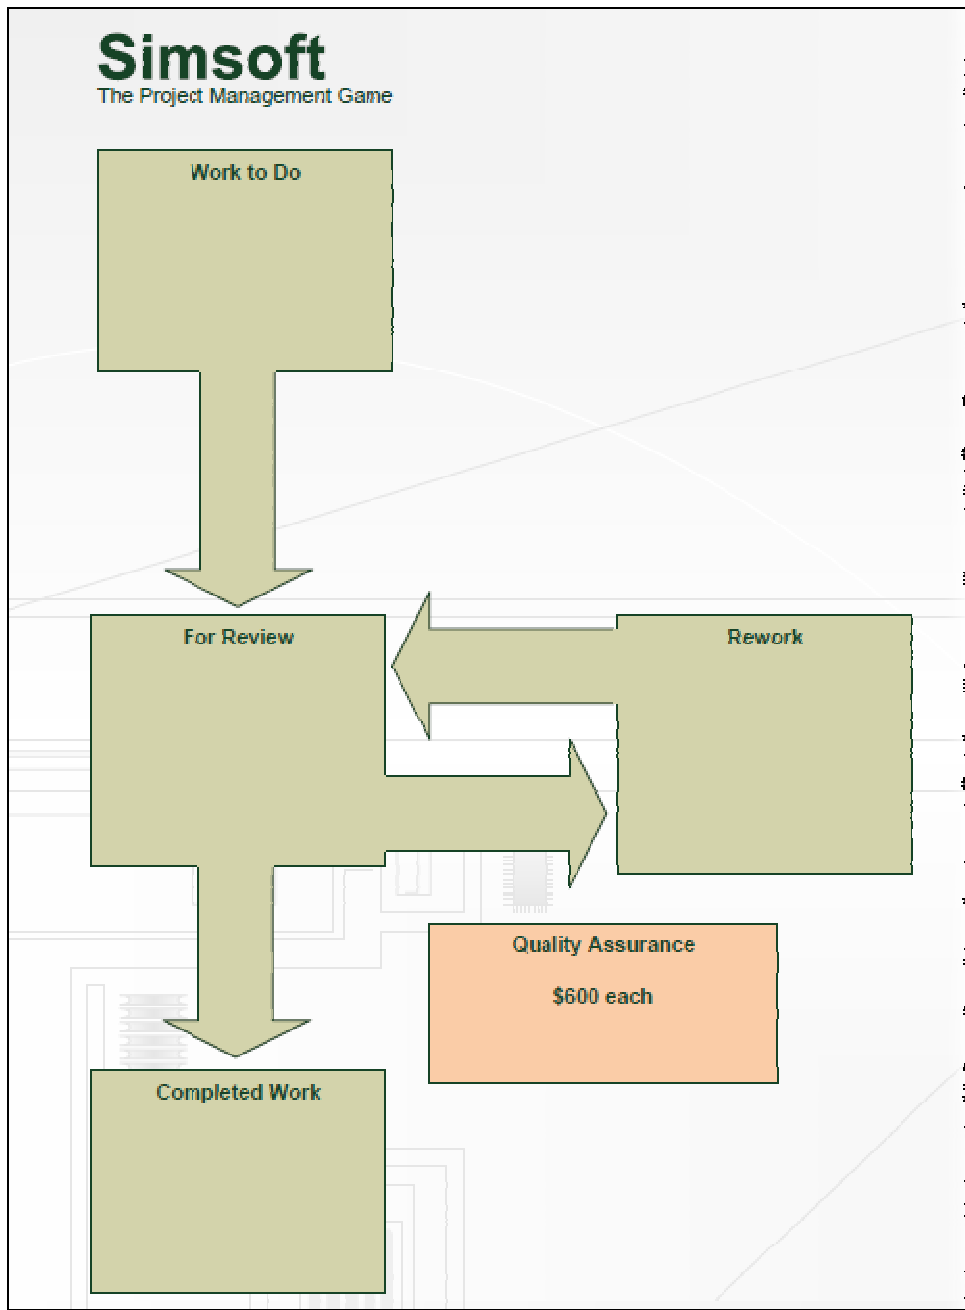 Simsoft
The Project Management Game
Work to Do
For Review
Rework
Quality Assurance
$600 each
Completed Work